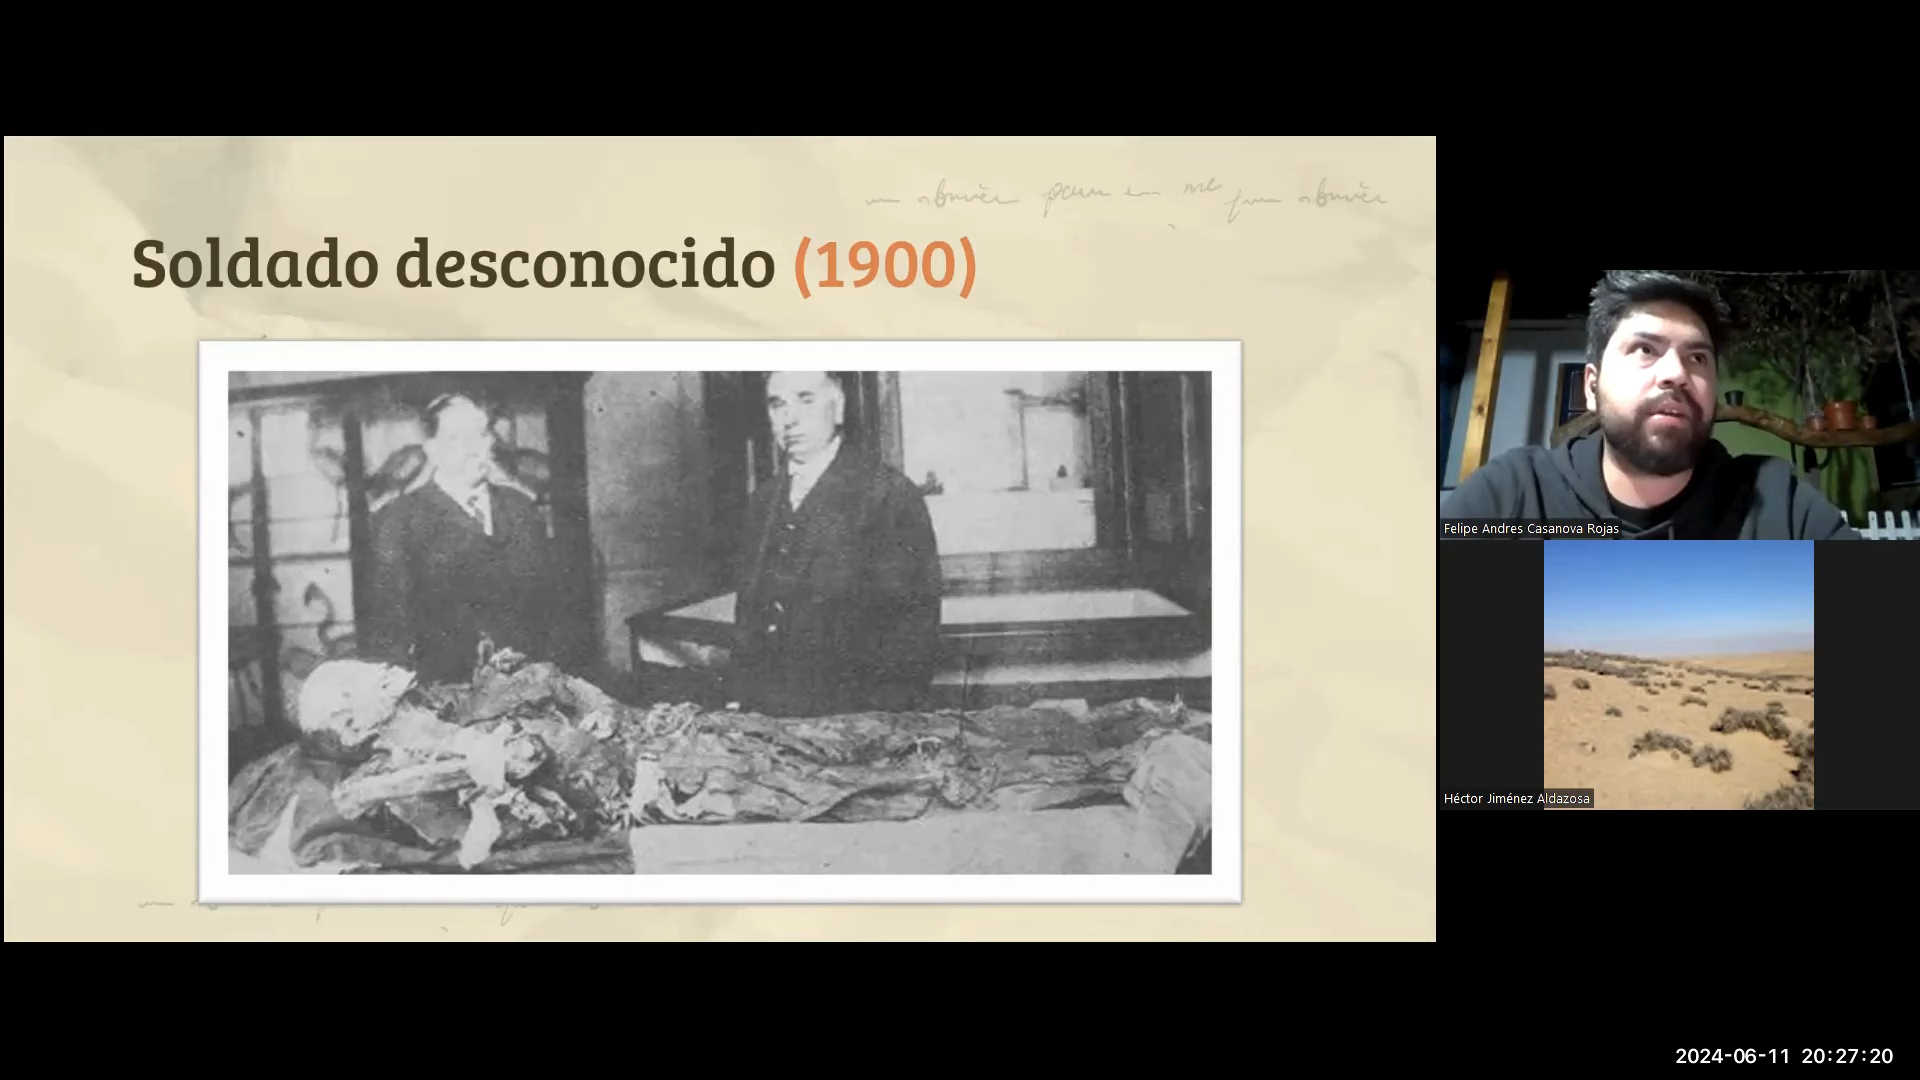 Soldado desconocido (1900)
Felipe Andres Casanova Rojas
Héctor Jiménez Aldazosa
2024-06-11 20:27:20